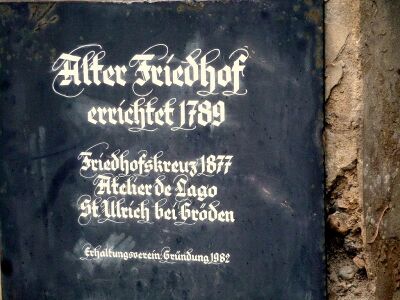 Alter Friedhof
errichtet 1789
Friedhofskreuz 1877
Atelier de Lago
St. Ulrich bei Gröden
Erhaltungsverein: Gründung 1982